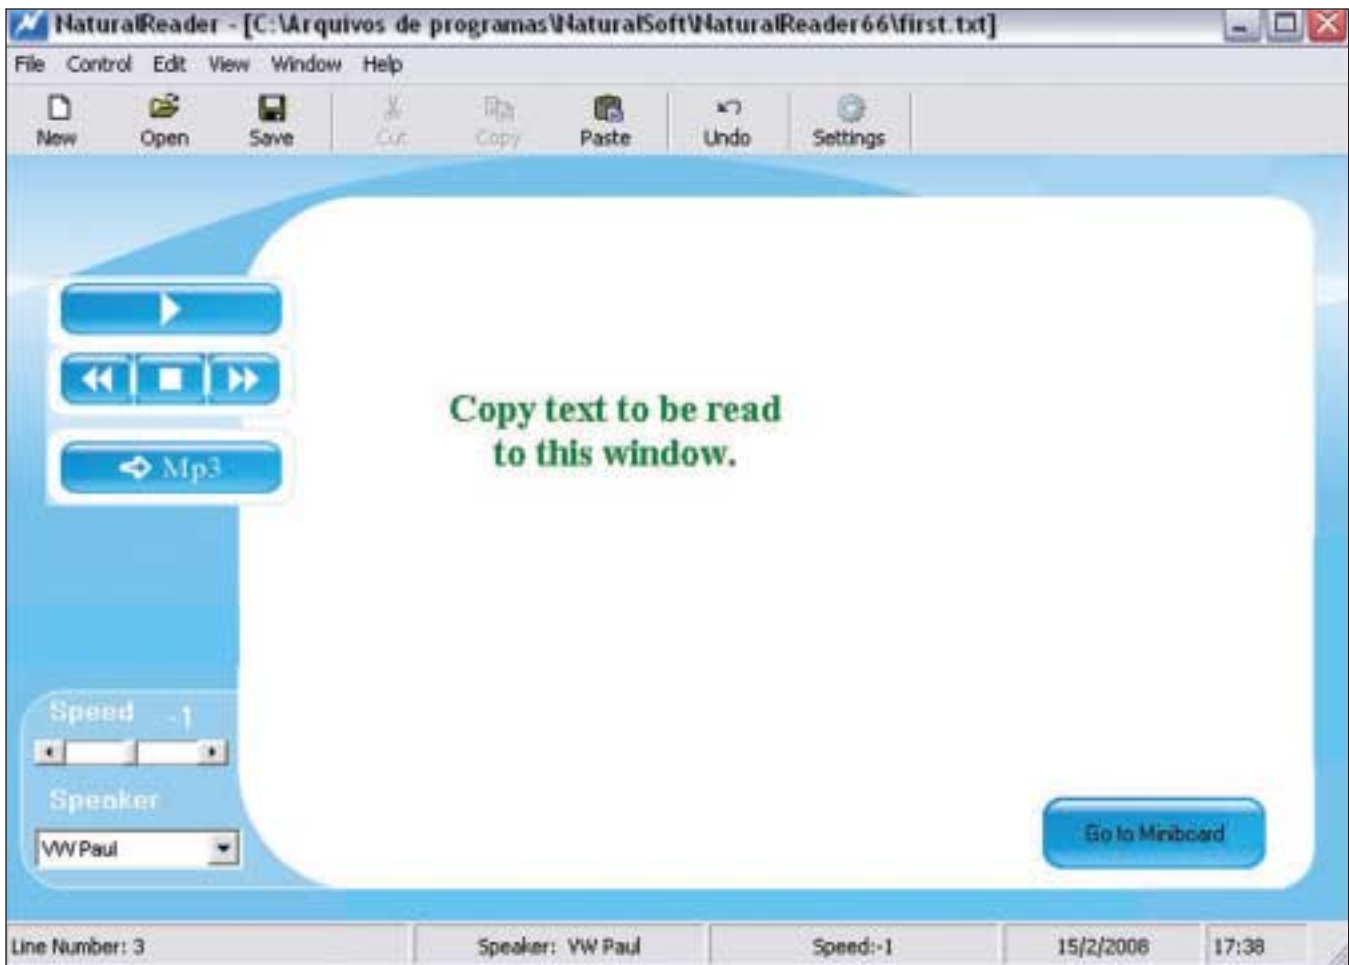 NaturalReader - [C:\Arquivos de programas\NaturalSoft\NaturalReader66\first.txt]
File Control Edit View Window Help
New Open Save Cut Copy Paste Undo Settings
Copy text to be read
to this window.
Mp3
Speed -1
Speaker
VW Paul
Go to Miniboard
Line Number: 3 Speaker: VW Paul Speed:-1 15/2/2008 17:38